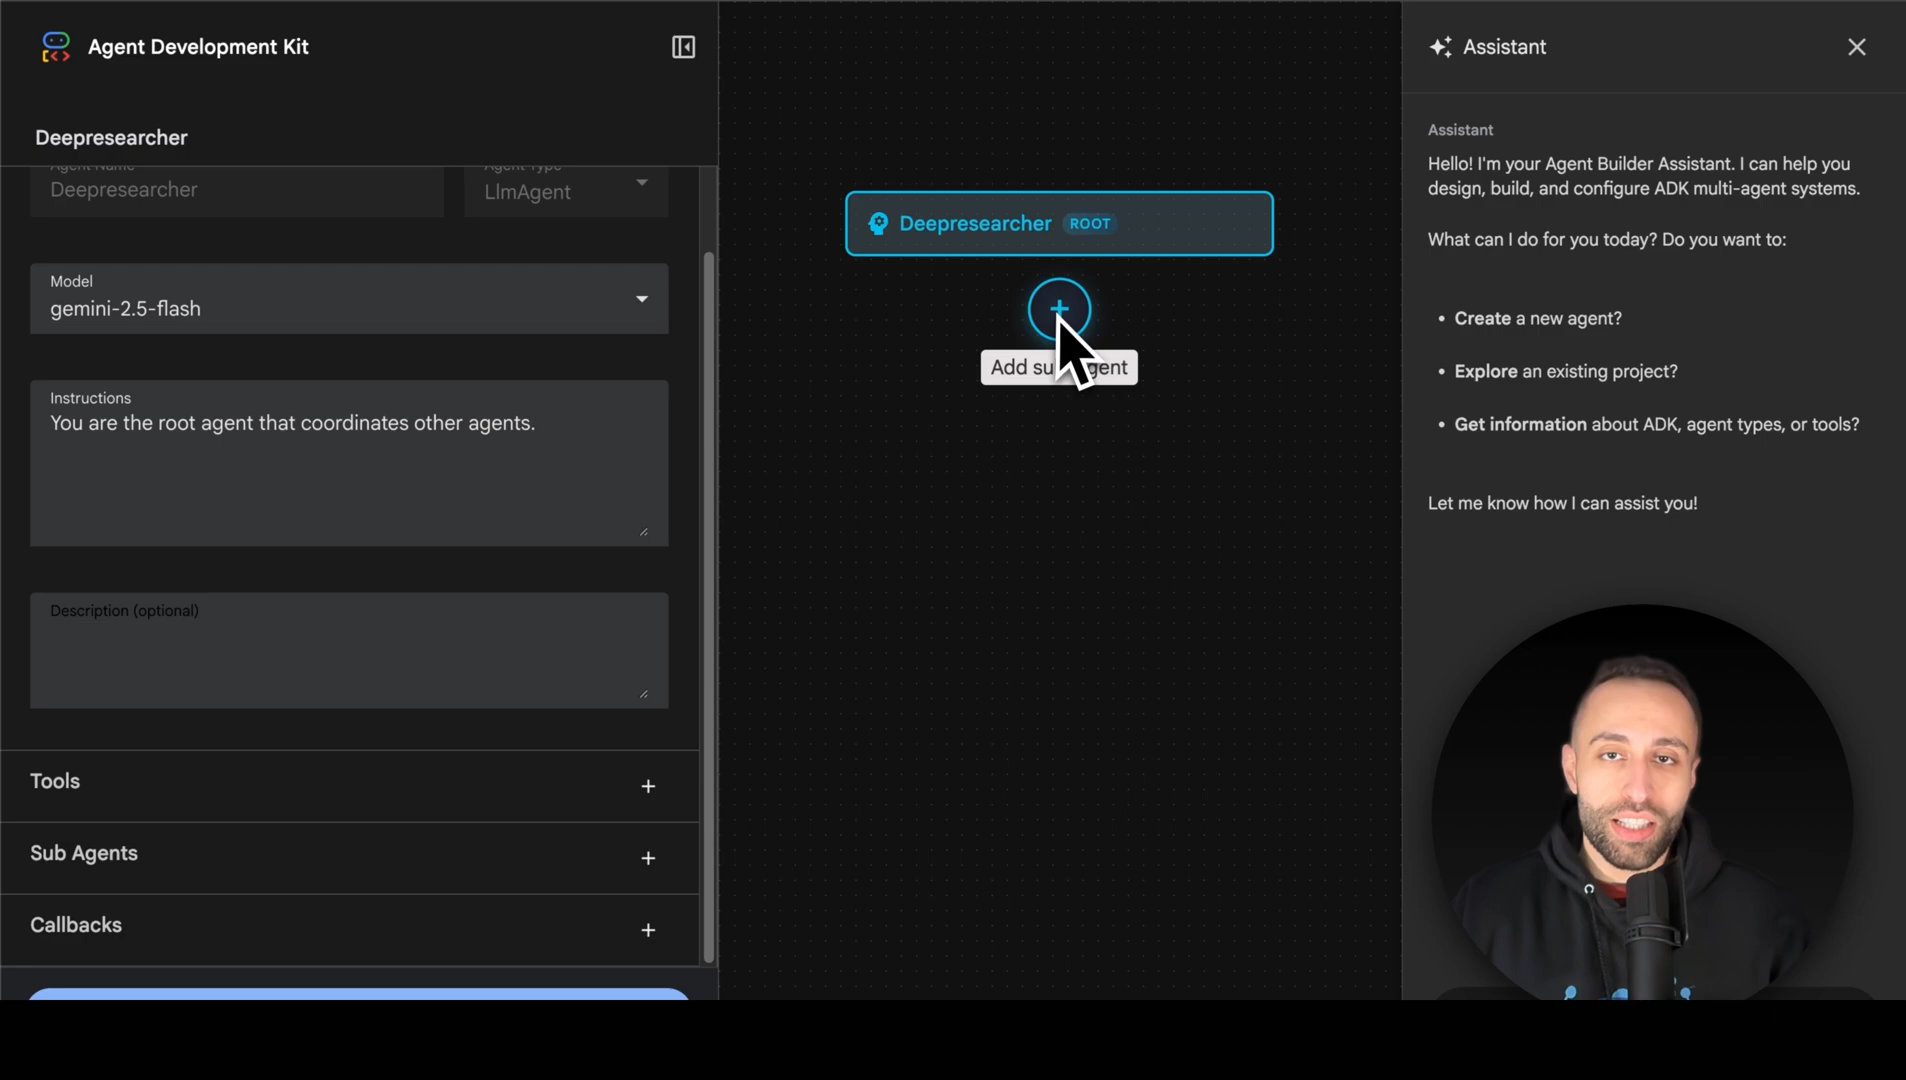 Agent Development Kit
Deepresearcher
Agent Name
Deepresearcher
Agent Type
LlmAgent
Model
gemini-2.5-flash
Instructions
You are the root agent that coordinates other agents.
Description (optional)
Tools
Sub Agents
Callbacks
Deepresearcher ROOT
Add
Assistant
Assistant
Hello! I'm your Agent Builder Assistant. I can help you
design, build, and configure ADK multi-agent systems.
What can I do for you today? Do you want to:
• Create a new agent?
• Explore an existing project?
• Get information about ADK, agent types, or tools?
Let me know how I can assist you!